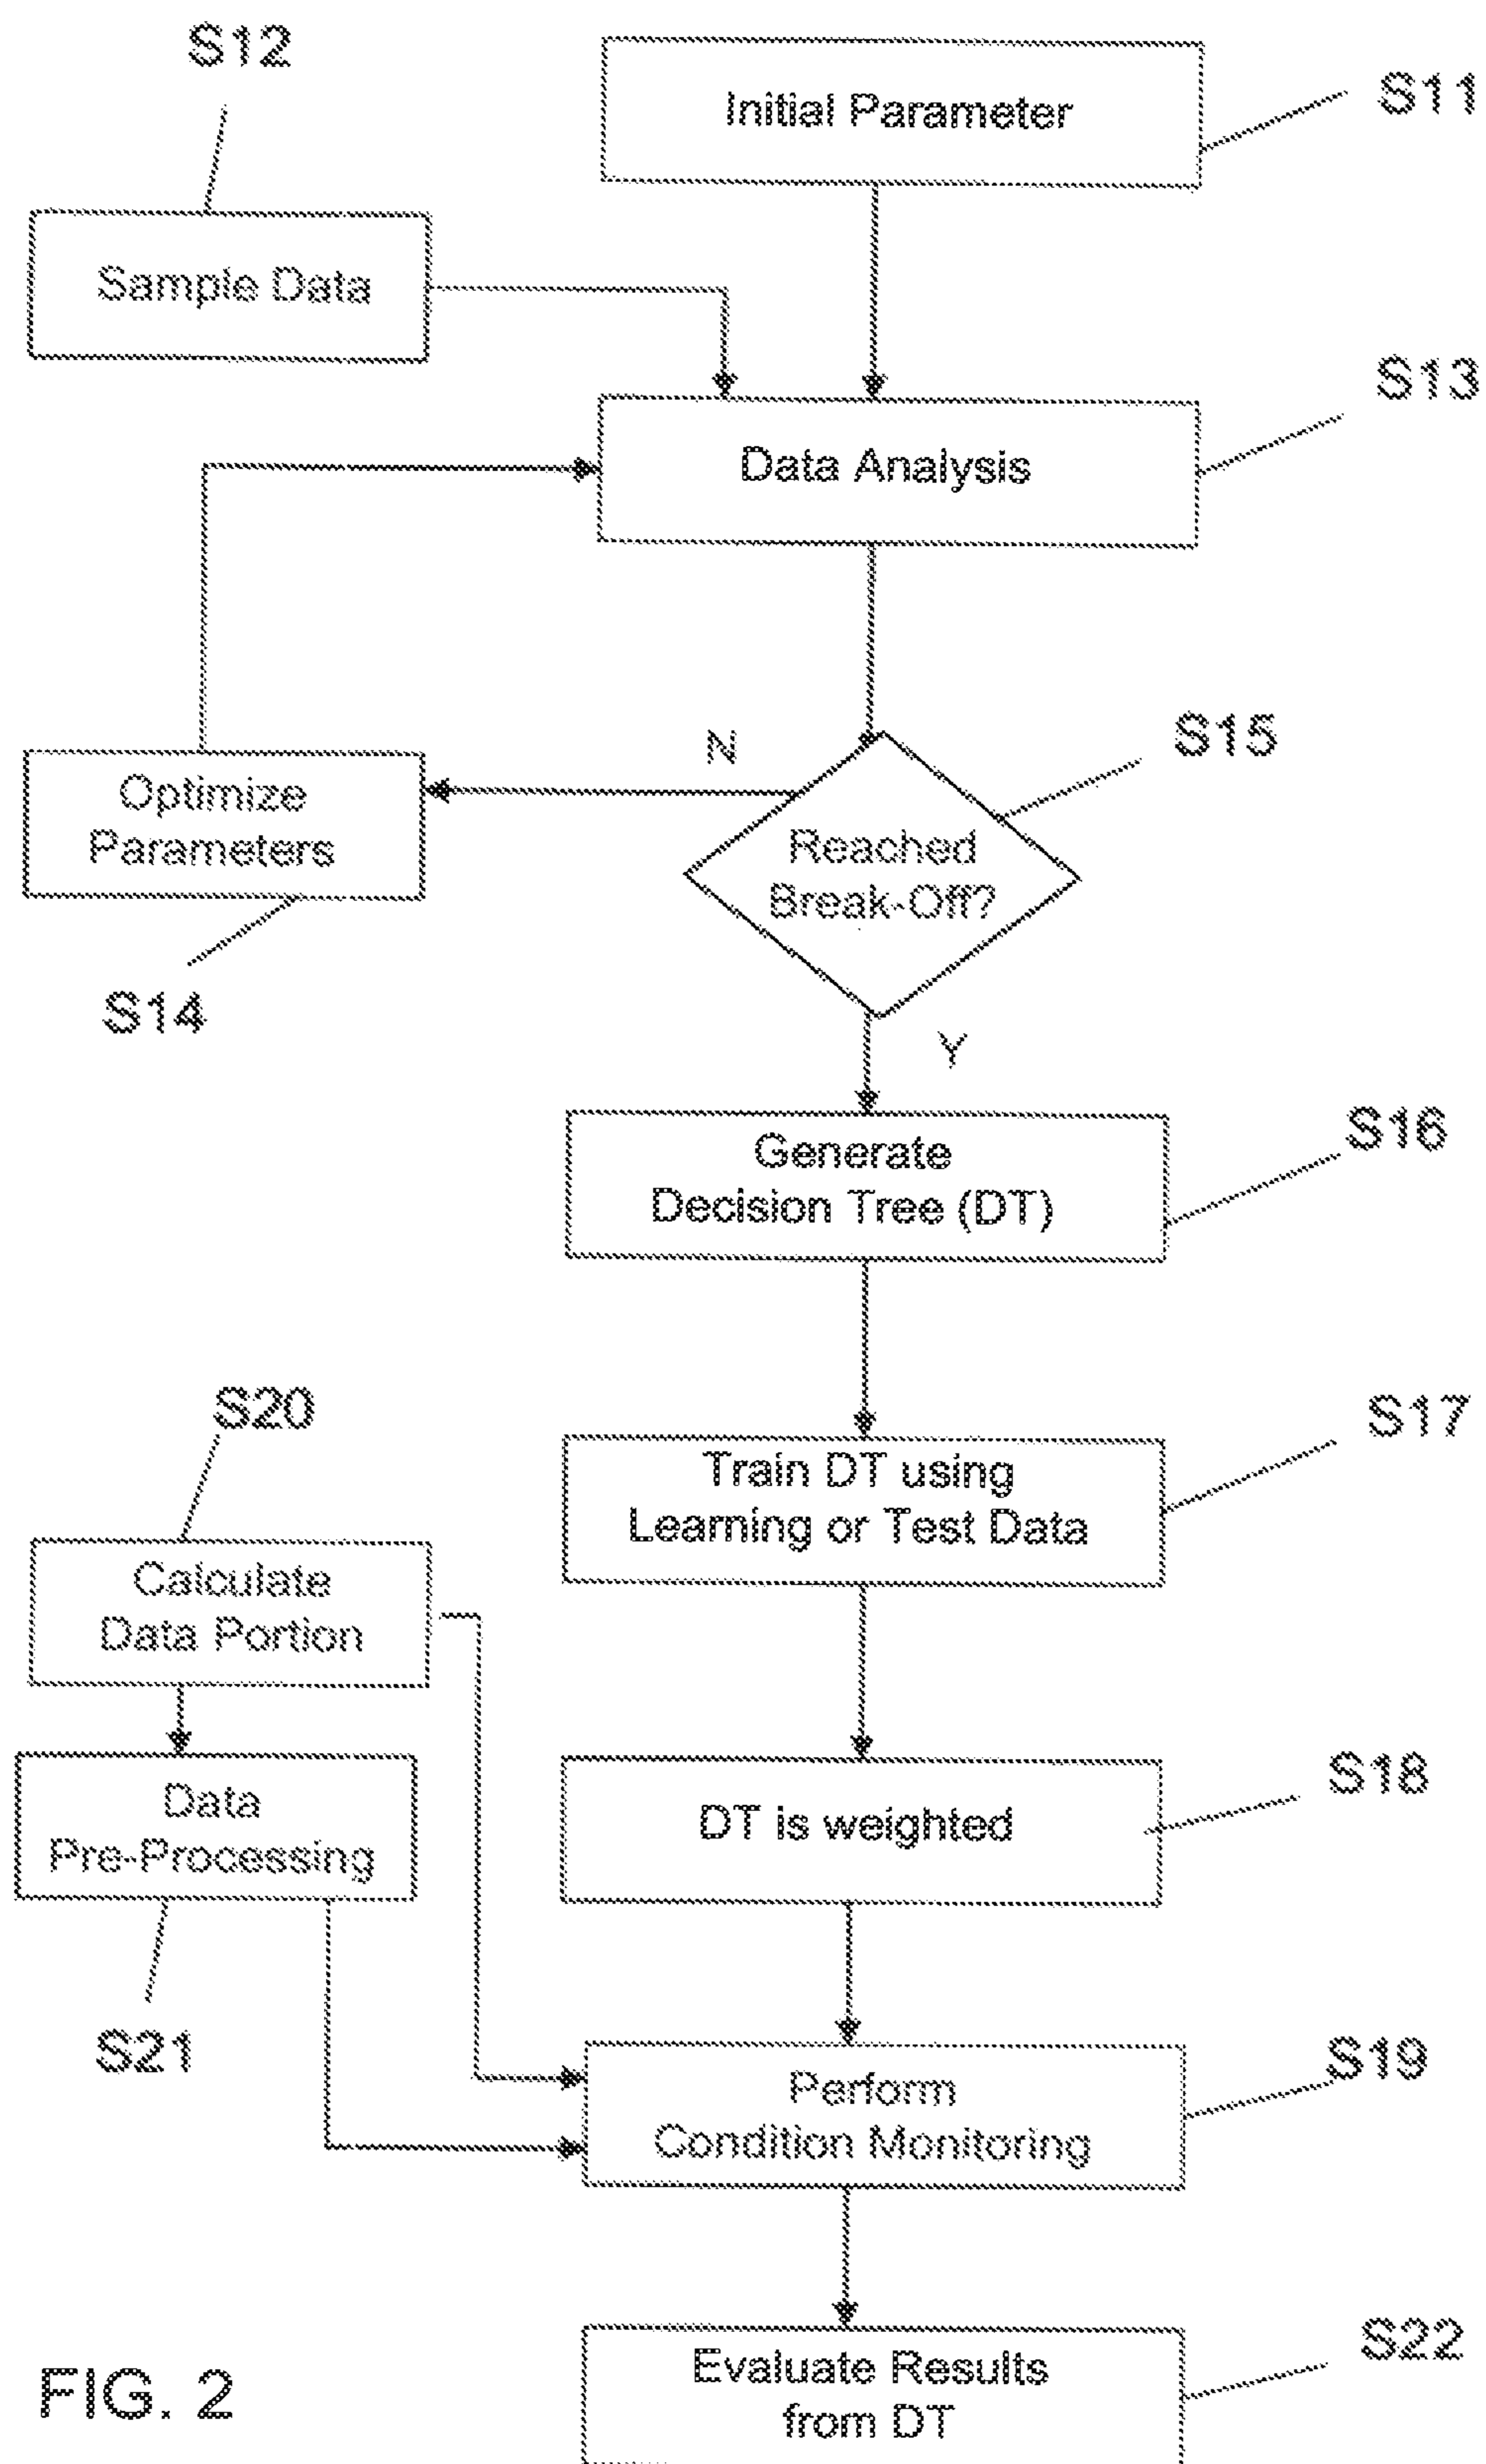 S12
Initial Parameter
S11
Sample Data
S13
Data Analysis
N
S15
Optimize
Parameters
Reached
Break-Off?
S14
Y
S16
Generate
Decision Tree (DT)
S20
S17
Train DT using
Learning or Test Data
Calculate
Data Portion
S18
Data
Pre-Processing
DT is weighted
S21
S19
Perform
Condition Monitoring
S22
Evaluate Results
from DT
FIG. 2